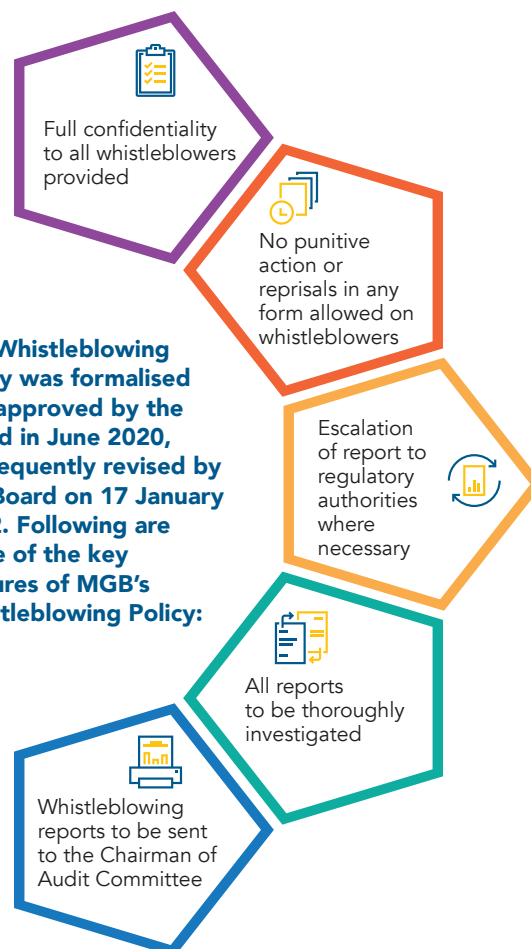 Full confidentiality
to all whistleblowers
provided
No punitive
action or
reprisals in any
form allowed on
whistleblowers
Whistleblowing
y was formalised
approved by the
d in June 2020,
equently revised by
Board on 17 January
2. Following are
e of the key
ures of MGB’s
tleblowing Policy:
Escalation
of report to
regulatory
authorities
where
necessary
All reports
to be thoroughly
investigated
Whistleblowing
reports to be sent
to the Chairman of
Audit Committee